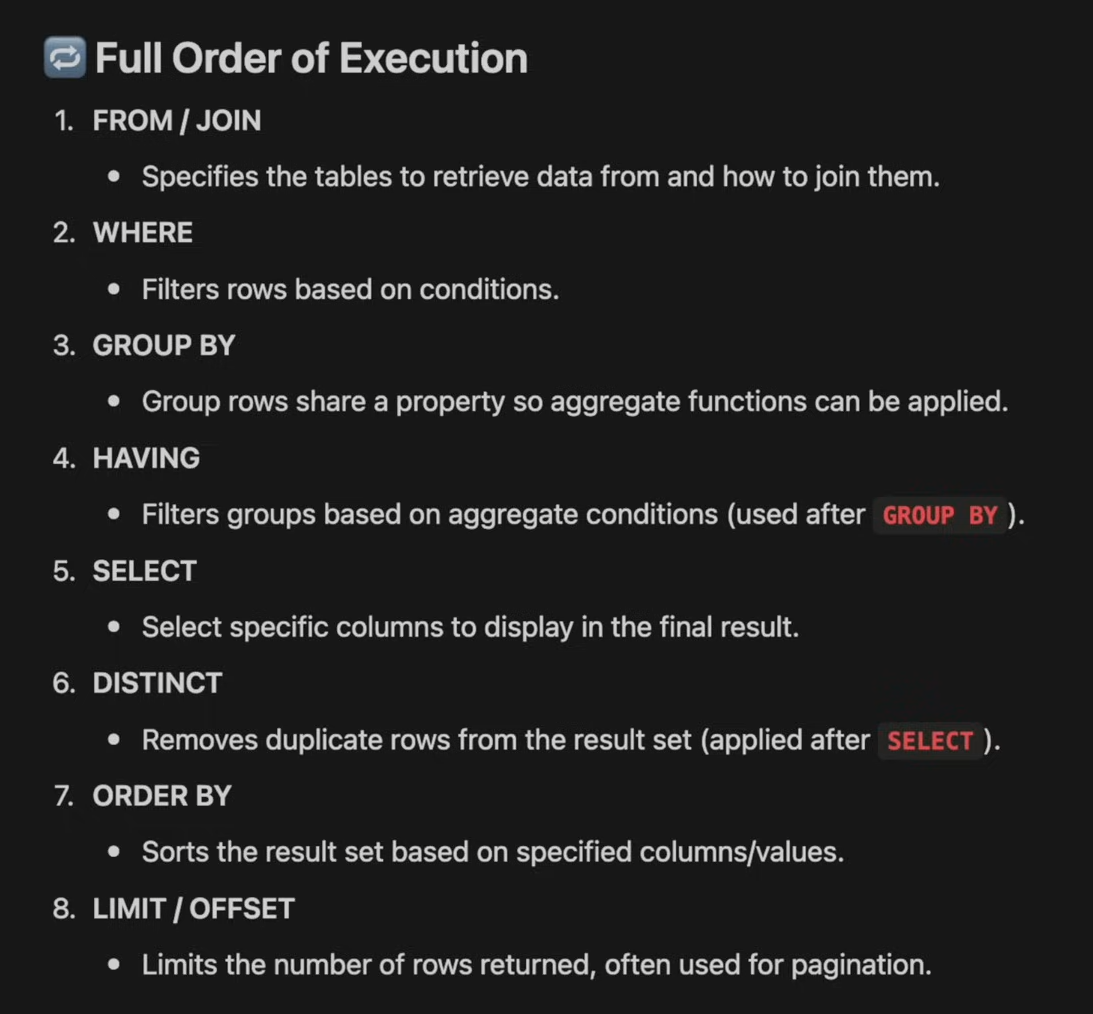 🔁 Full Order of Execution
1. FROM / JOIN
• Specifies the tables to retrieve data from and how to join them.
2. WHERE
• Filters rows based on conditions.
3. GROUP BY
• Group rows share a property so aggregate functions can be applied.
4. HAVING
• Filters groups based on aggregate conditions (used after GROUP BY).
5. SELECT
• Select specific columns to display in the final result.
6. DISTINCT
• Removes duplicate rows from the result set (applied after SELECT).
7. ORDER BY
• Sorts the result set based on specified columns/values.
8. LIMIT / OFFSET
• Limits the number of rows returned, often used for pagination.